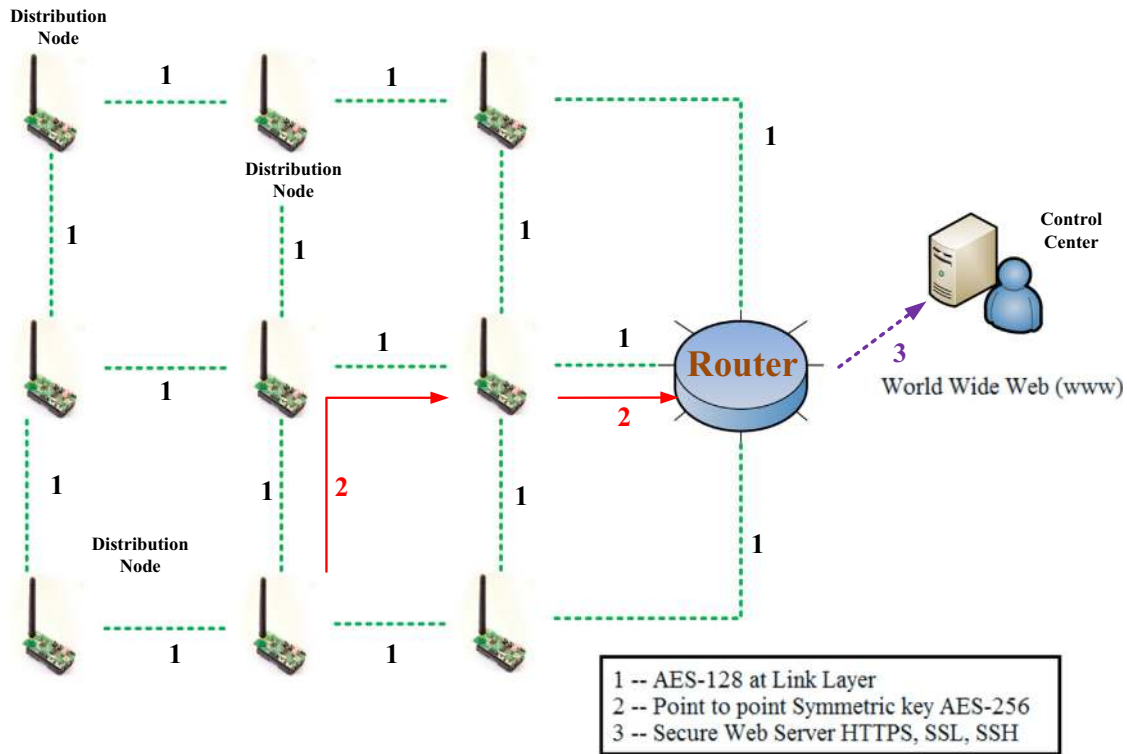 Distribution
Node
1
1
1
Distribution
Node
1
1
1
Control
Center
1
1
1
Router
3
World Wide Web (www)
2
1
1
2
1
1
Distribution
Node
1
1
1 -- AES-128 at Link Layer
2 -- Point to point Symmetric key AES-256
3 -- Secure Web Server HTTPS, SSL, SSH